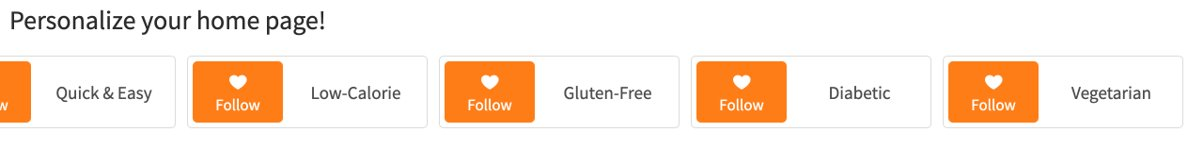 Personalize your home page!
Quick & Easy
Follow Low-Calorie
Follow Gluten-Free
Follow Diabetic
Follow Vegetarian